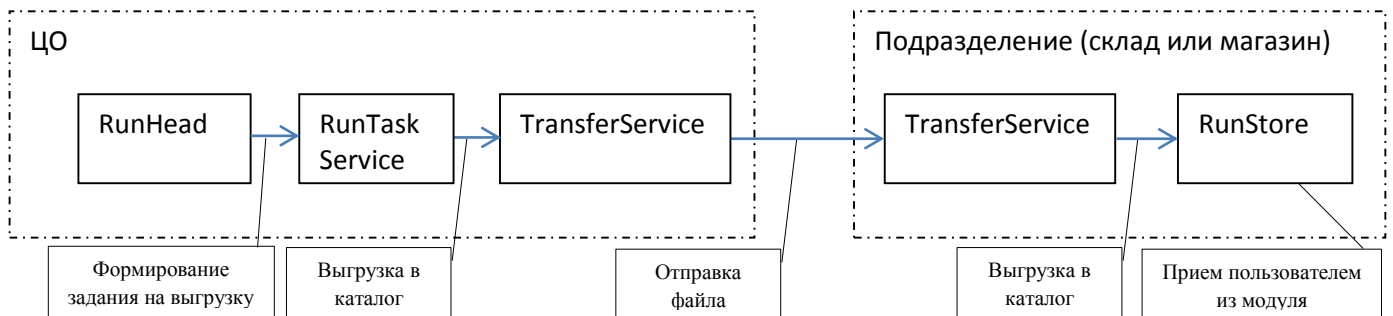 ЦО
Подразделение (склад или магазин)
RunHead
RunTask
Service
TransferService
TransferService
RunStore
Формирование
задания на выгрузку
Выгрузка в
каталог
Отправка
файла
Выгрузка в
каталог
Прием пользователем
из модуля